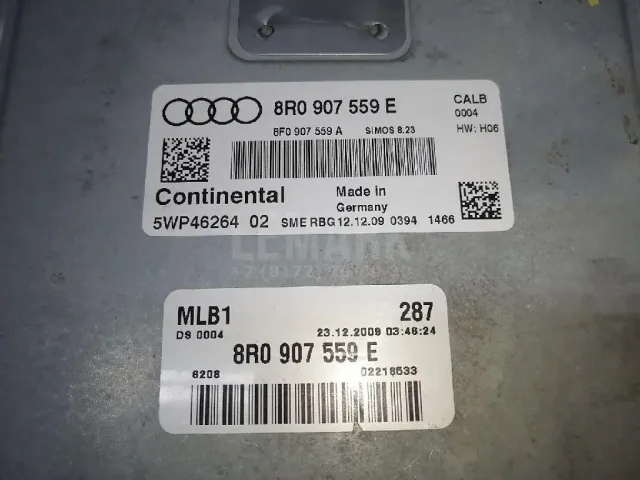 8R0 907 559 E
CALB
0004
8F0 907 559 A SIMOS 8.23
HW: H06
Continental
Made in
Germany
5WP46264 02 SME RBG 12.12.09 0394 1466
LEMARK
MLB1 287
DS 0004 23.12.2009 03:46:24
8R0 907 559 E
6208 02218533